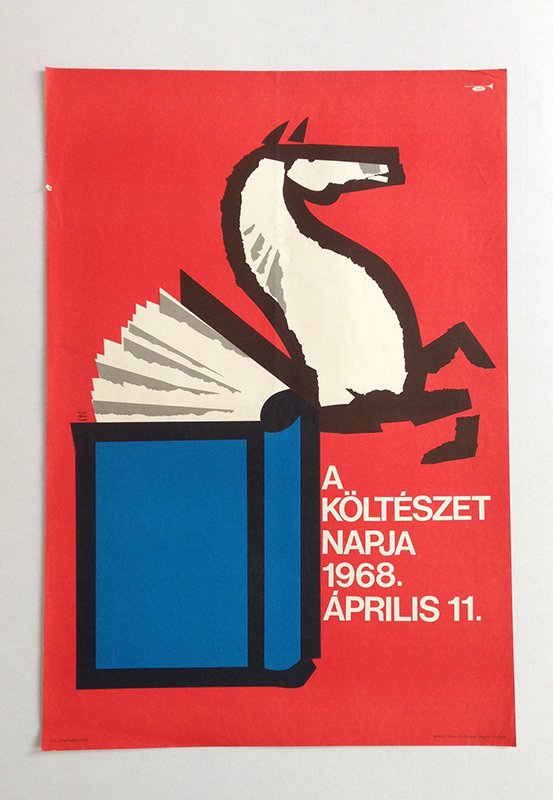 A
KÖLTÉSZET
NAPJA
1968.
ÁPRILIS 11.